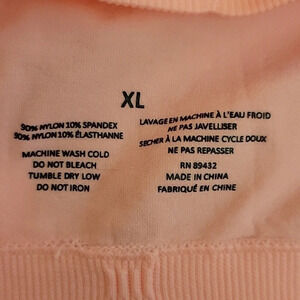 XL
90% NYLON 10% SPANDEX
90% NYLON 10% ÉLASTHANNE
MACHINE WASH COLD
DO NOT BLEACH
TUMBLE DRY LOW
DO NOT IRON
LAVAGE EN MACHINE À L'EAU FROID
NE PAS JAVELLISER
SECHER À LA MACHINE CYCLE DOUX
NE PAS REPASSER
RN 89432
MADE IN CHINA
FABRIQUÉ EN CHINE